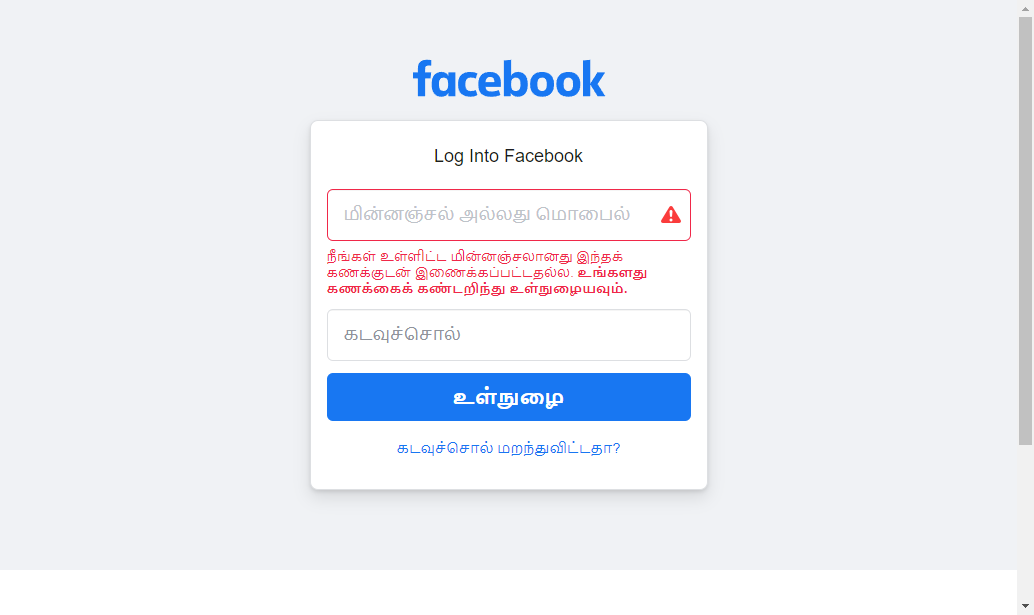 facebook
Log Into Facebook
மின்னஞ்சல் அல்லது மொபைல்
நீங்கள் உள்ளிட்ட மின்னஞ்சலானது இந்தக்
கணக்குடன் இணைக்கப்பட்டதல்ல. உங்களது
கணக்கைக் கண்டறிந்து உள்நுழையவும்.
கடவுச்சொல்
உள்நுழை
கடவுச்சொல் மறந்துவிட்டதா?